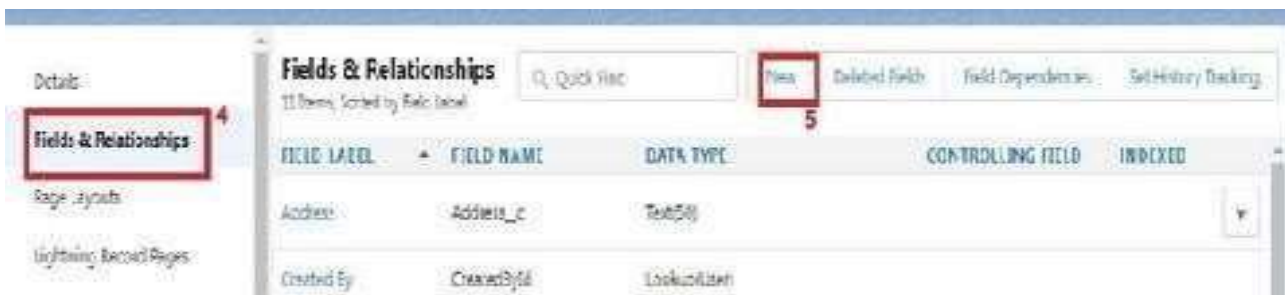 Details
Fields & Relationships
4
Page Layouts
Lightning Record Pages
Fields & Relationships
Quick Find
New
Deleted Fields
Field Dependencies
Set History Tracking
Items, Sorted by Field Label
5
FIELD LABEL FIELD NAME DATA TYPE CONTROLLING FIELD INDEXED
Address Address_c Text(50)
Created By CreatedById Lookup(User)